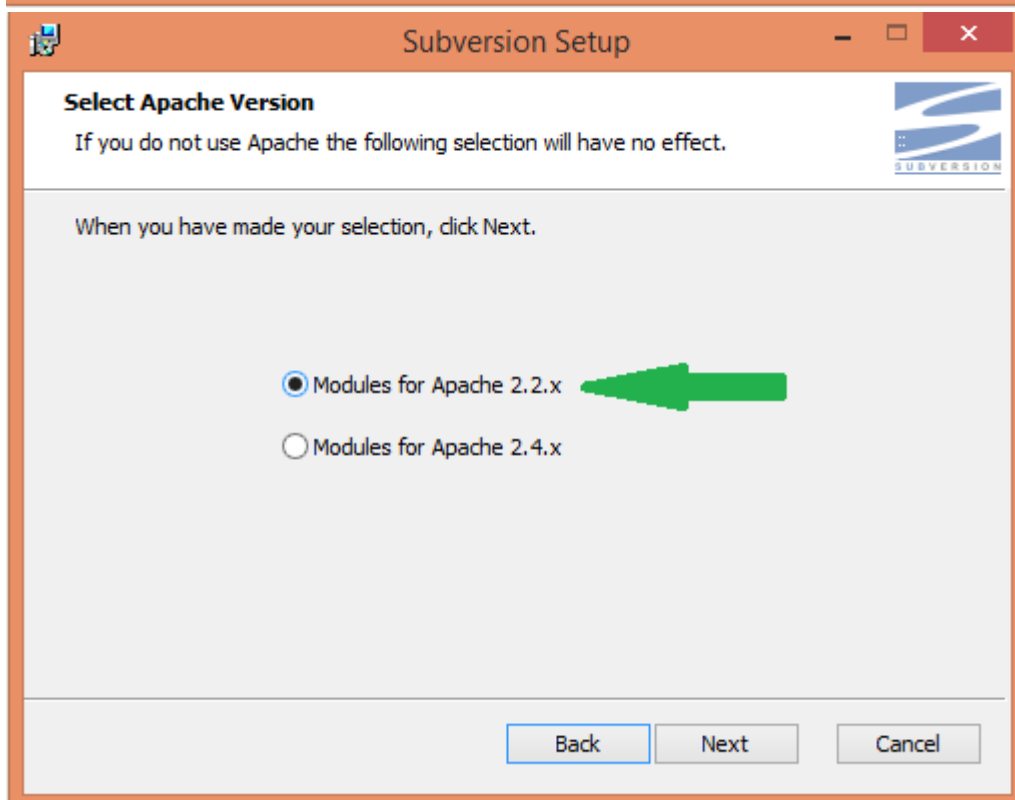 Subversion Setup
Select Apache Version
If you do not use Apache the following selection will have no effect.
SUBVERSION
When you have made your selection, click Next.
Modules for Apache 2.2.x
Modules for Apache 2.4.x
Back Next Cancel